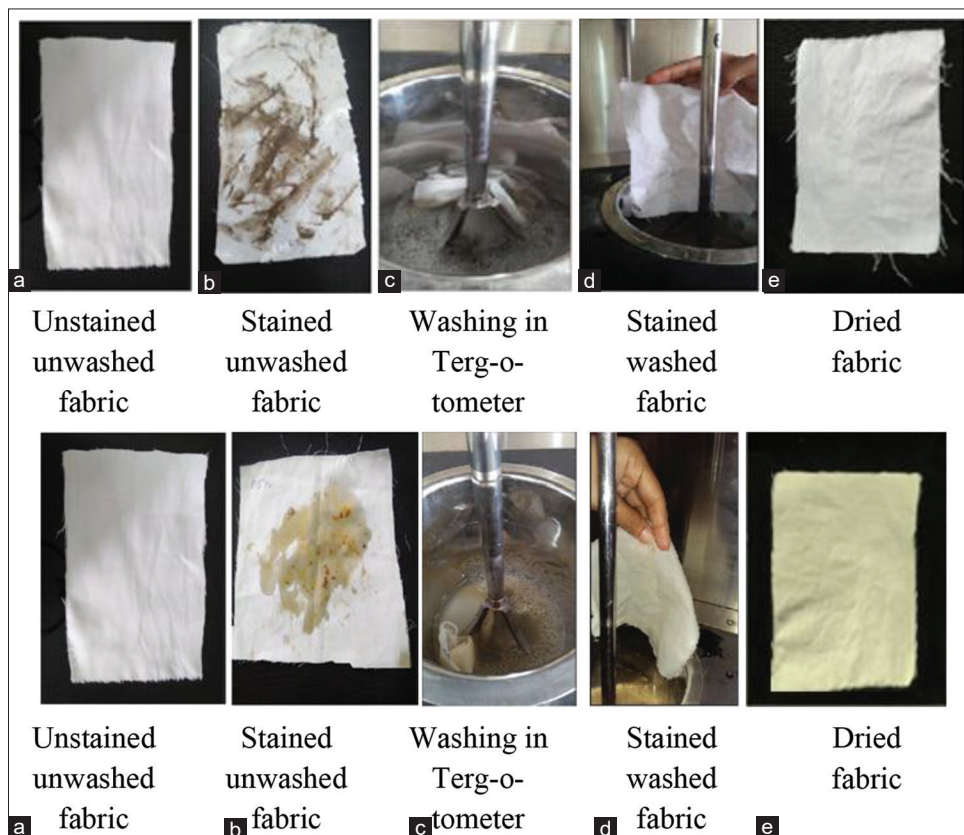 a b c d e
Unstained Stained Washing in Stained Dried
unwashed unwashed Terg-o- washed fabric
fabric fabric tometer fabric
Unstained Stained Washing in Stained Dried
unwashed unwashed Terg-o- washed fabric
fabric fabric tometer fabric
a b c d e